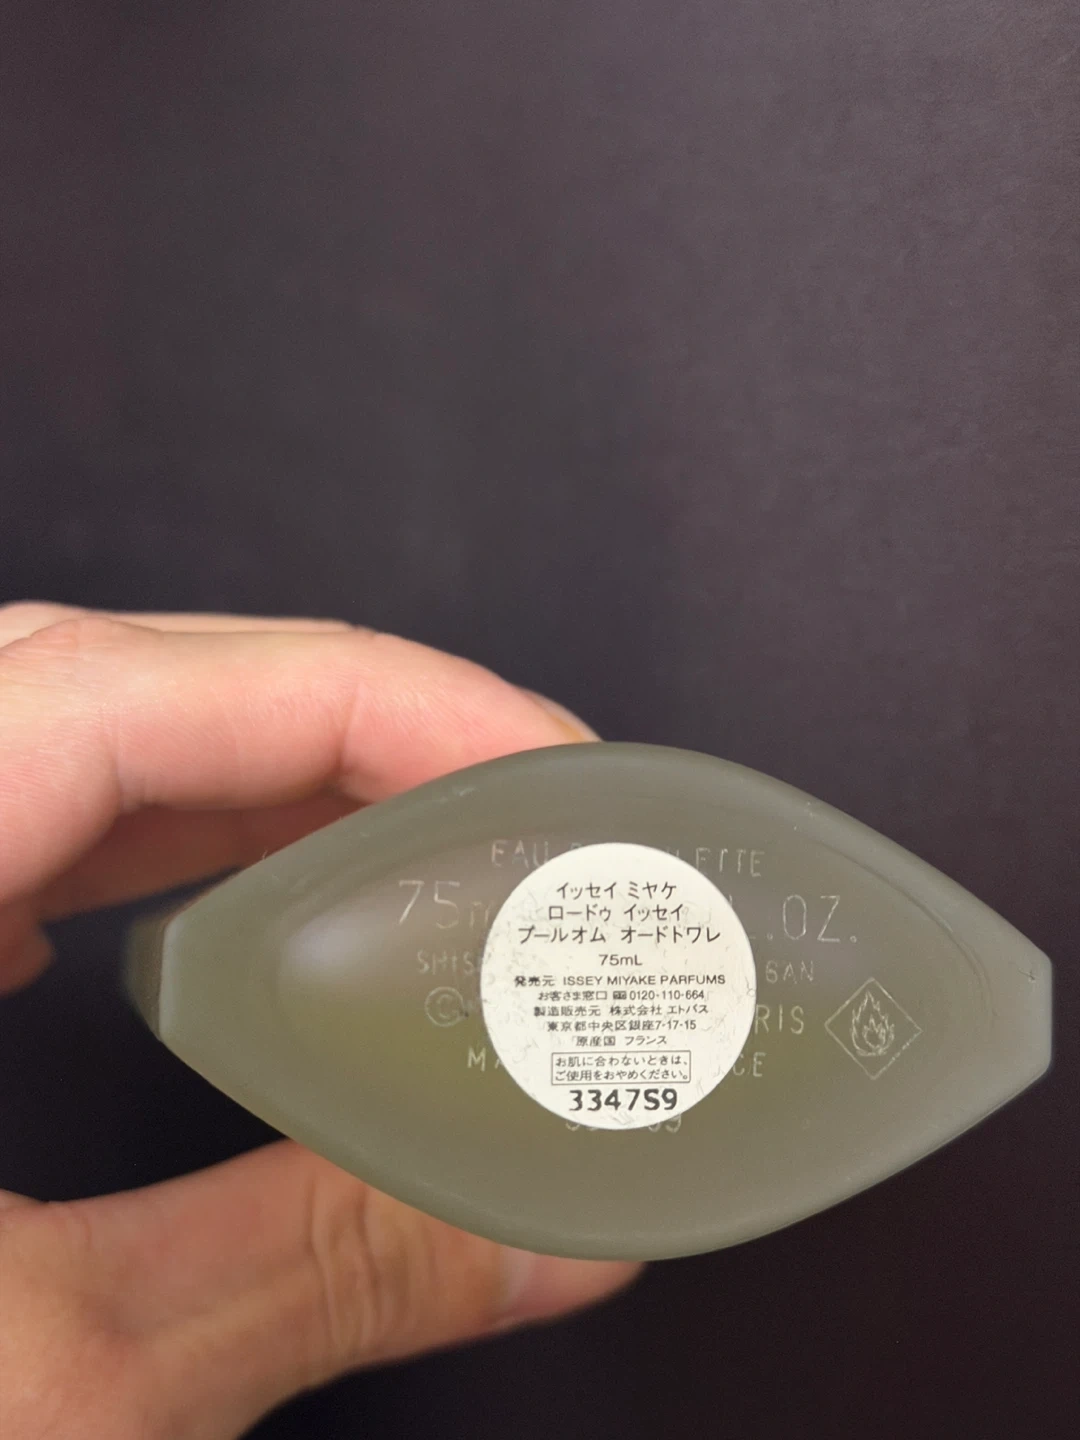 EAU
75
L.OZ.
RIS
イッセイ ミヤケ
ロードゥ イッセイ
プールオム オードトワレ
75mL
発売元 ISSEY MIYAKE PARFUMS
お客さま窓口 0120-110-664
製造販売元 株式会社 エトバス
東京都中央区銀座7-17-15
原産国 フランス
お肌に合わないときは、
ご使用をおやめください。
3347S9